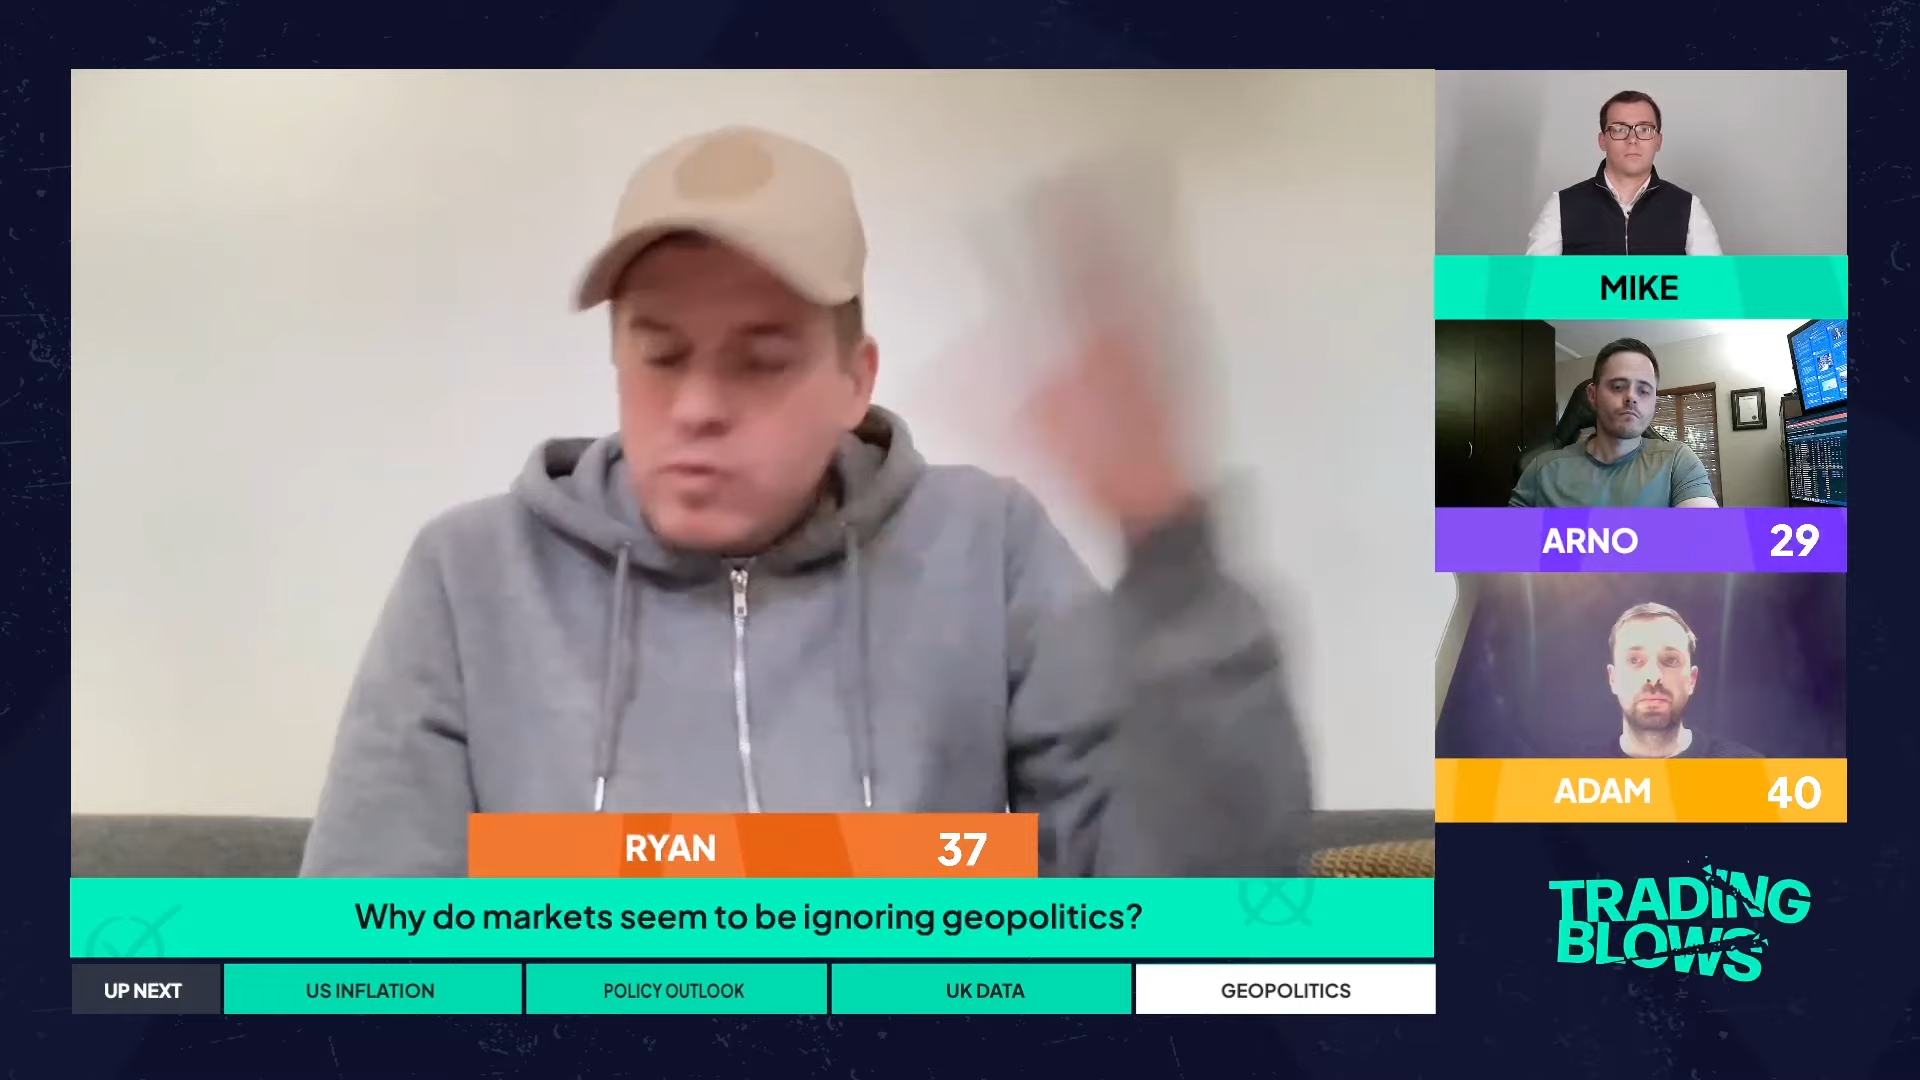 MIKE
ARNO 29
ADAM 40
RYAN 37
Why do markets seem to be ignoring geopolitics?
UP NEXT
US INFLATION
POLICY OUTLOOK
UK DATA
GEOPOLITICS
TRADING
BLOWS